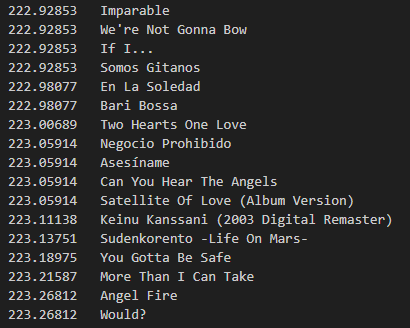 222.92853 Imparable
222.92853 We're Not Gonna Bow
222.92853 If I...
222.92853 Somos Gitanos
222.98077 En La Soledad
222.98077 Bari Bossa
223.00689 Two Hearts One Love
223.05914 Negocio Prohibido
223.05914 Asesíname
223.05914 Can You Hear The Angels
223.05914 Satellite Of Love (Album Version)
223.11138 Keinu Kanssani (2003 Digital Remaster)
223.13751 Sudenkorento -Life On Mars-
223.18975 You Gotta Be Safe
223.21587 More Than I Can Take
223.26812 Angel Fire
223.26812 Would?